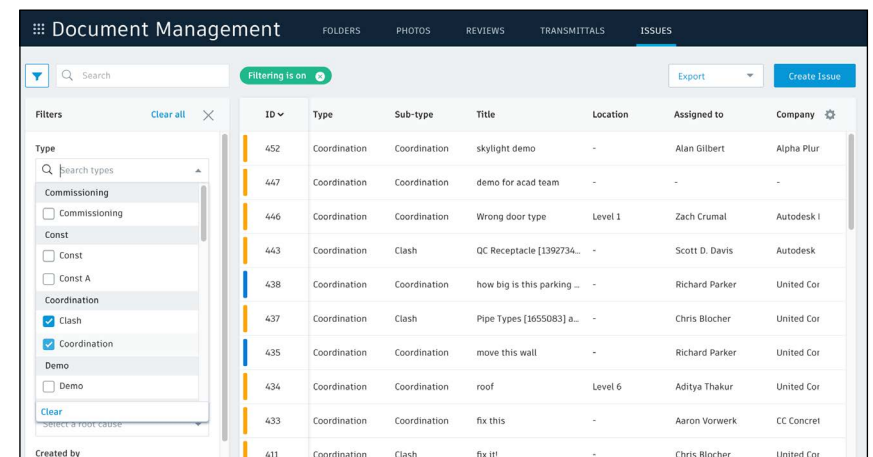 Document Management FOLDERS PHOTOS REVIEWS TRANSMITTALS ISSUES
Search Filtering is on Export Create Issue
Filters Clear all
Type
Search types
Commissioning
Commissioning
Const
Const
Const A
Coordination
Clash
Coordination
Demo
Demo
Clear
Select a root cause
Created by
ID Type Sub-type Title Location Assigned to Company
452 Coordination Coordination skylight demo - Alan Gilbert Alpha Plur
447 Coordination Coordination demo for acad team - - -
446 Coordination Coordination Wrong door type Level 1 Zach Crumal Autodesk I
443 Coordination Clash QC Receptacle [1392734... - Scott D. Davis Autodesk
438 Coordination Coordination how big is this parking ... - Richard Parker United Cor
437 Coordination Clash Pipe Types [1655083] a... - Chris Blocher United Cor
435 Coordination Coordination move this wall - Richard Parker United Cor
434 Coordination Coordination roof Level 6 Aditya Thakur United Cor
433 Coordination Coordination fix this - Aaron Vorwerk CC Concret
411 Coordination Clash fix it! - Chris Blocher United Cor